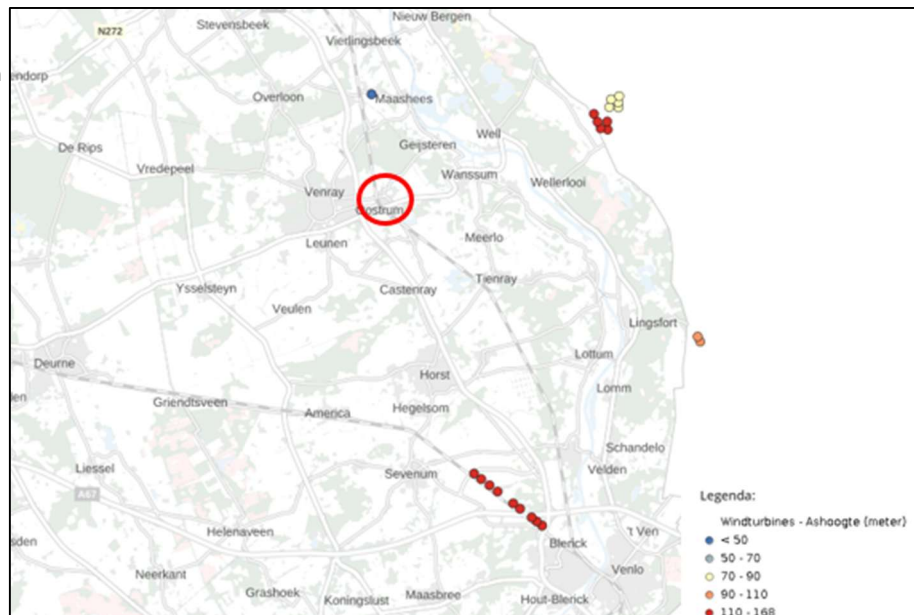 Nieuw Bergen
Stevensbeek
N272
Vierlingsbeek
endorp
Overloon
Maashees
Well
De Rips
Geijsteren
Vredepeel
Wanssum
Wellerlooi
Venray
Oostrum
Leunen
Meerlo
Tienray
Ysselsteyn
Castenray
Veulen
Lingsfort
Lottum
Deurne
Horst
Lomm
Griendtsveen
Hegelsom
America
Schandelo
Liessel
Sevenum
Velden
A67
Legenda:
Windturbines - Ashoogte (meter)
Helenaveen
't Ven
< 50
sden
Blerick
50 - 70
Neerkant
Venlo
70 - 90
Grashoek
Koningslust
Maasbree
Hout-Blerick
90 - 110
110 - 168